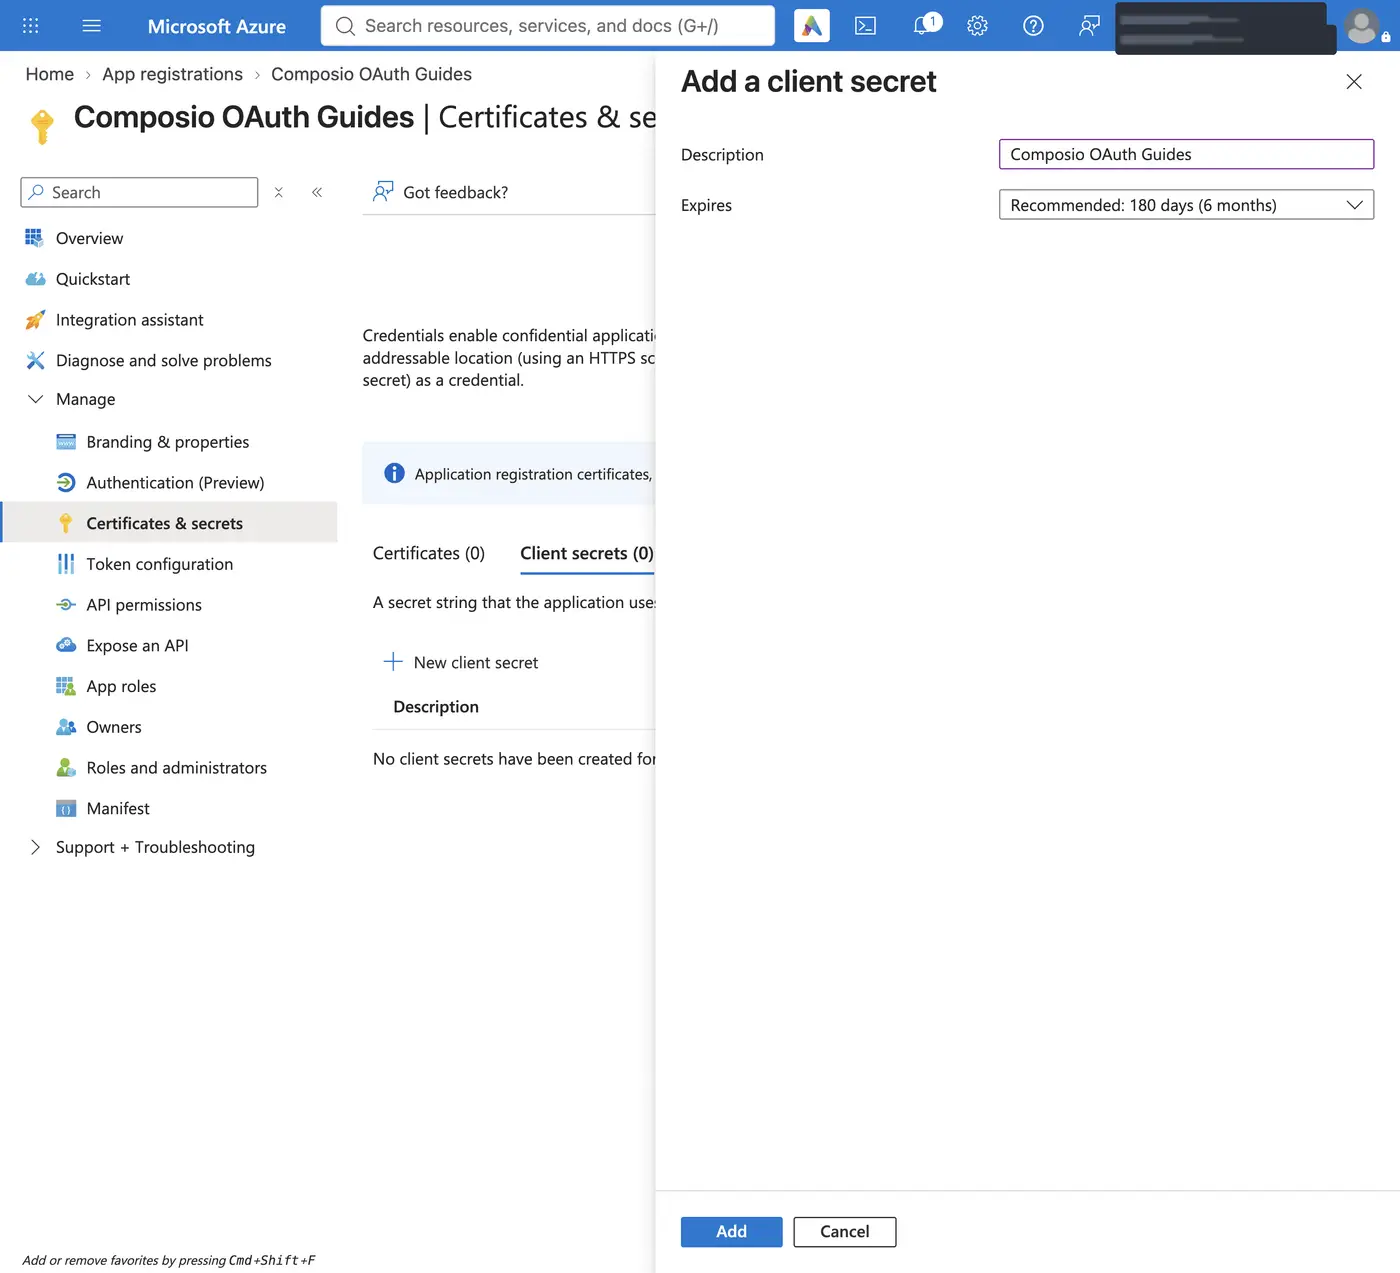 Microsoft Azure
Search resources, services, and docs (G+/)
1
Home > App registrations > Composio OAuth Guides
Composio OAuth Guides | Certificates & se
Search
Got feedback?
Overview
Quickstart
Integration assistant
Diagnose and solve problems
Manage
Branding & properties
Authentication (Preview)
Certificates & secrets
Token configuration
API permissions
Expose an API
App roles
Owners
Roles and administrators
Manifest
Support + Troubleshooting
Add or remove favorites by pressing Cmd+Shift+F
Credentials enable confidential applicati
addressable location (using an HTTPS sc
secret) as a credential.
Application registration certificates,
Certificates (0) Client secrets (0)
A secret string that the application uses
New client secret
Description
No client secrets have been created for
Add a client secret
Description
Composio OAuth Guides
Expires
Recommended: 180 days (6 months)
Add
Cancel